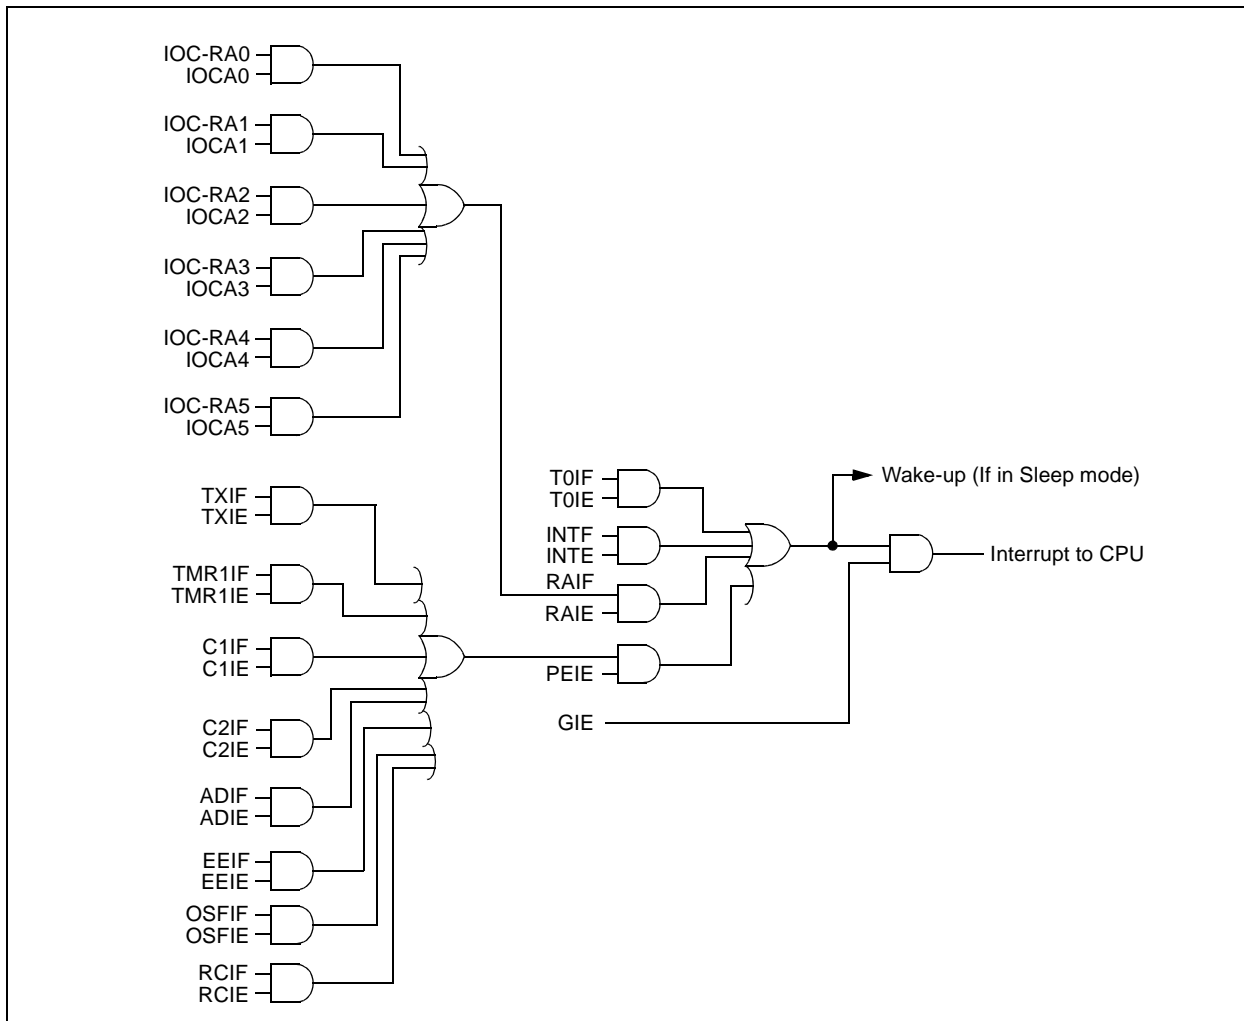 IOC-RA0
IOCA0
IOC-RA1
IOCA1
IOC-RA2
IOCA2
IOC-RA3
IOCA3
IOC-RA4
IOCA4
IOC-RA5
IOCA5
TXIF
TXIE
TMR1IF
TMR1IE
C1IF
C1IE
C2IF
C2IE
ADIF
ADIE
EEIF
EEIE
OSFIF
OSFIE
RCIF
RCIE
T0IF
T0IE
INTF
INTE
RAIF
RAIE
PEIE
GIE
Wake-up (If in Sleep mode)
Interrupt to CPU